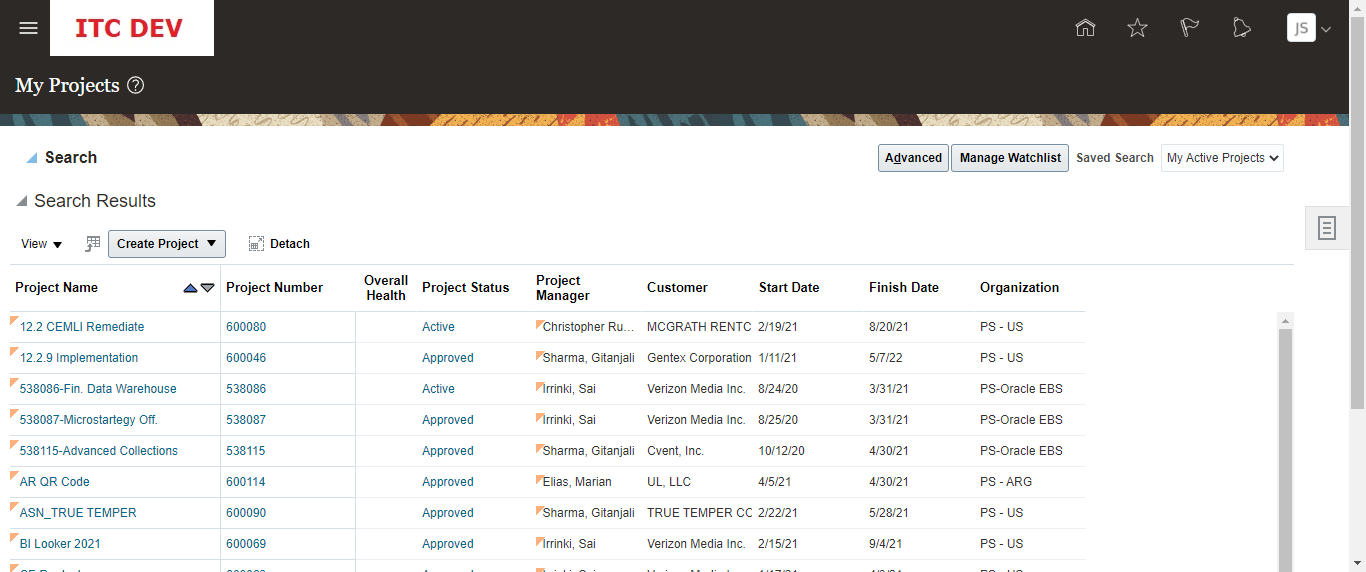 ITC DEV
JS
My Projects ?
Search
Advanced Manage Watchlist Saved Search My Active Projects
Search Results
View Create Project Detach
Project Name Project Number Overall Health Project Status Project Manager Customer Start Date Finish Date Organization
12.2 CEMLI Remediate 600080 Active Christopher Ru... MCGRATH RENTC 2/19/21 8/20/21 PS - US
12.2.9 Implementation 600046 Approved Sharma, Gitanjali Gentex Corporation 1/11/21 5/7/22 PS - US
538086-Fin. Data Warehouse 538086 Active Irrinki, Sai Verizon Media Inc. 8/24/20 3/31/21 PS-Oracle EBS
538087-Microstartegy Off. 538087 Approved Irrinki, Sai Verizon Media Inc. 8/25/20 3/31/21 PS-Oracle EBS
538115-Advanced Collections 538115 Approved Sharma, Gitanjali Cvent, Inc. 10/12/20 4/30/21 PS-Oracle EBS
AR QR Code 600114 Approved Elias, Marian UL, LLC 4/5/21 4/30/21 PS - ARG
ASN_TRUE TEMPER 600090 Approved Sharma, Gitanjali TRUE TEMPER CO 2/22/21 5/28/21 PS - US
BI Looker 2021 600069 Approved Irrinki, Sai Verizon Media Inc. 2/15/21 9/4/21 PS - US